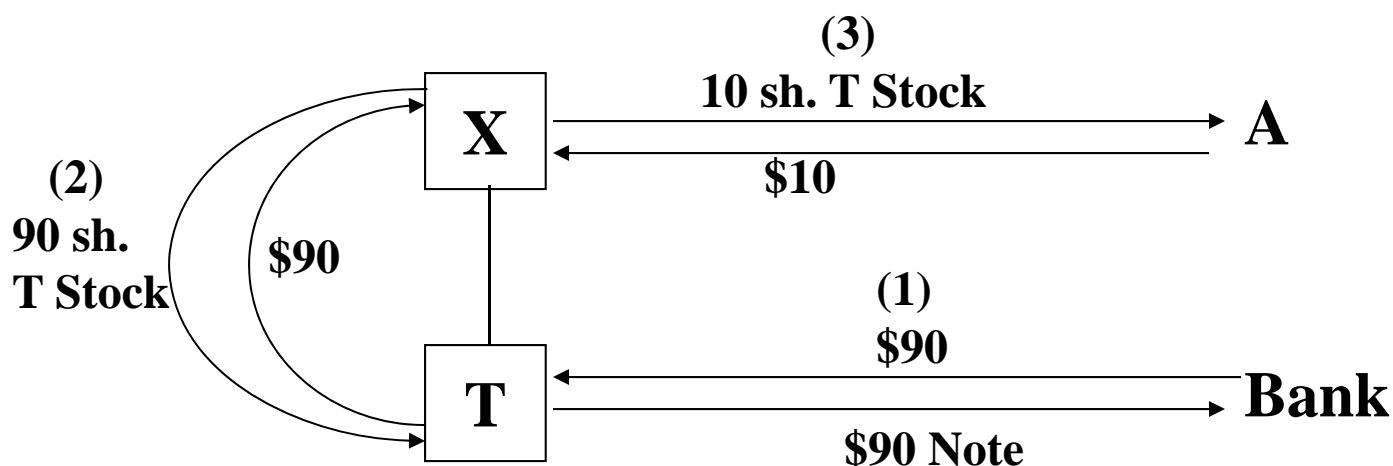 (3)
10 sh. T Stock
X
A
$10
(2)
90 sh.
T Stock
$90
(1)
$90
T
Bank
$90 Note